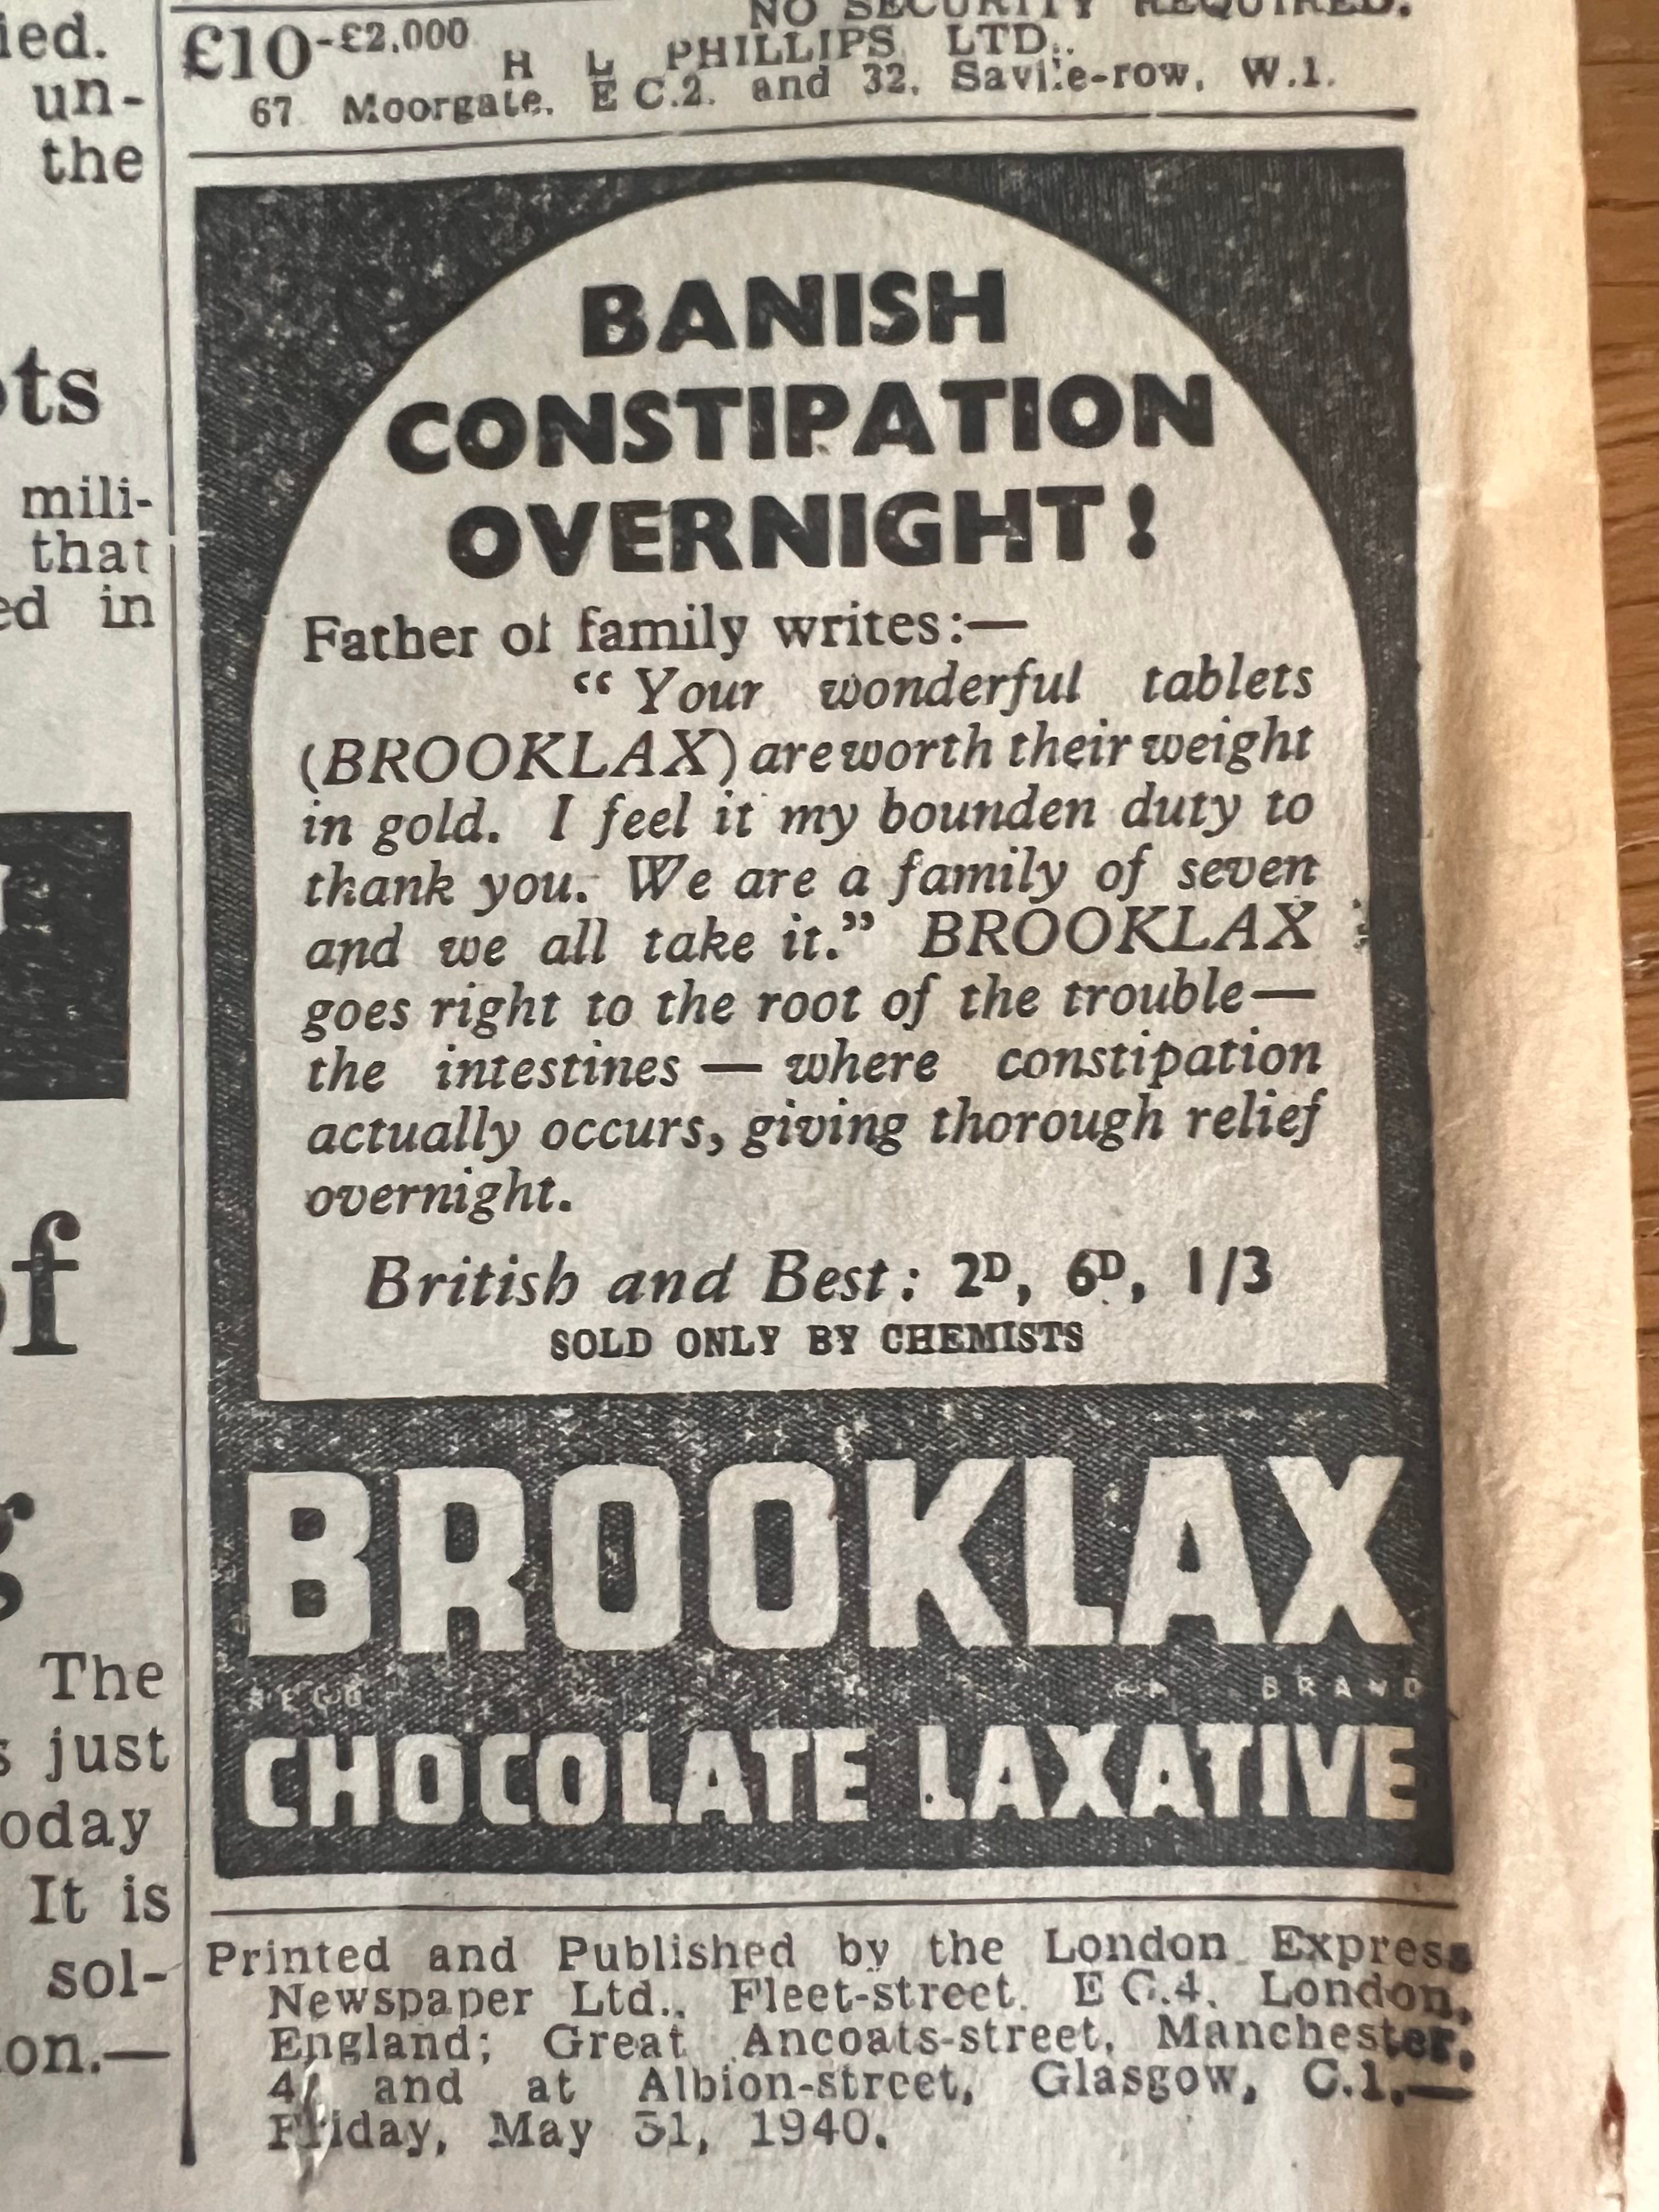 ied.
un-
the
ts
mili-
that
ed in
of
g
The
s just
oday
It is
sol-
on.—
NO SECURITY REQUIRED.
£10-£2,000
H L PHILLIPS LTD.,
67 Moorgate, E C.2. and 32, Savile-row, W.1.
BANISH
CONSTIPATION
OVERNIGHT!
Father of family writes:—
“Your wonderful tablets
(BROOKLAX) are worth their weight
in gold. I feel it my bounden duty to
thank you. We are a family of seven
and we all take it.” BROOKLAX
goes right to the root of the trouble—
the intestines — where constipation
actually occurs, giving thorough relief
overnight.
British and Best: 2D, 6D, 1/3
SOLD ONLY BY CHEMISTS
BROOKLAX
BRAND
CHOCOLATE LAXATIVE
Printed and Published by the London Express
Newspaper Ltd., Fleet-street, E C.4, London,
England; Great Ancoats-street, Manchester,
4, and at Albion-street, Glasgow, C.1,—
Friday, May 31, 1940.